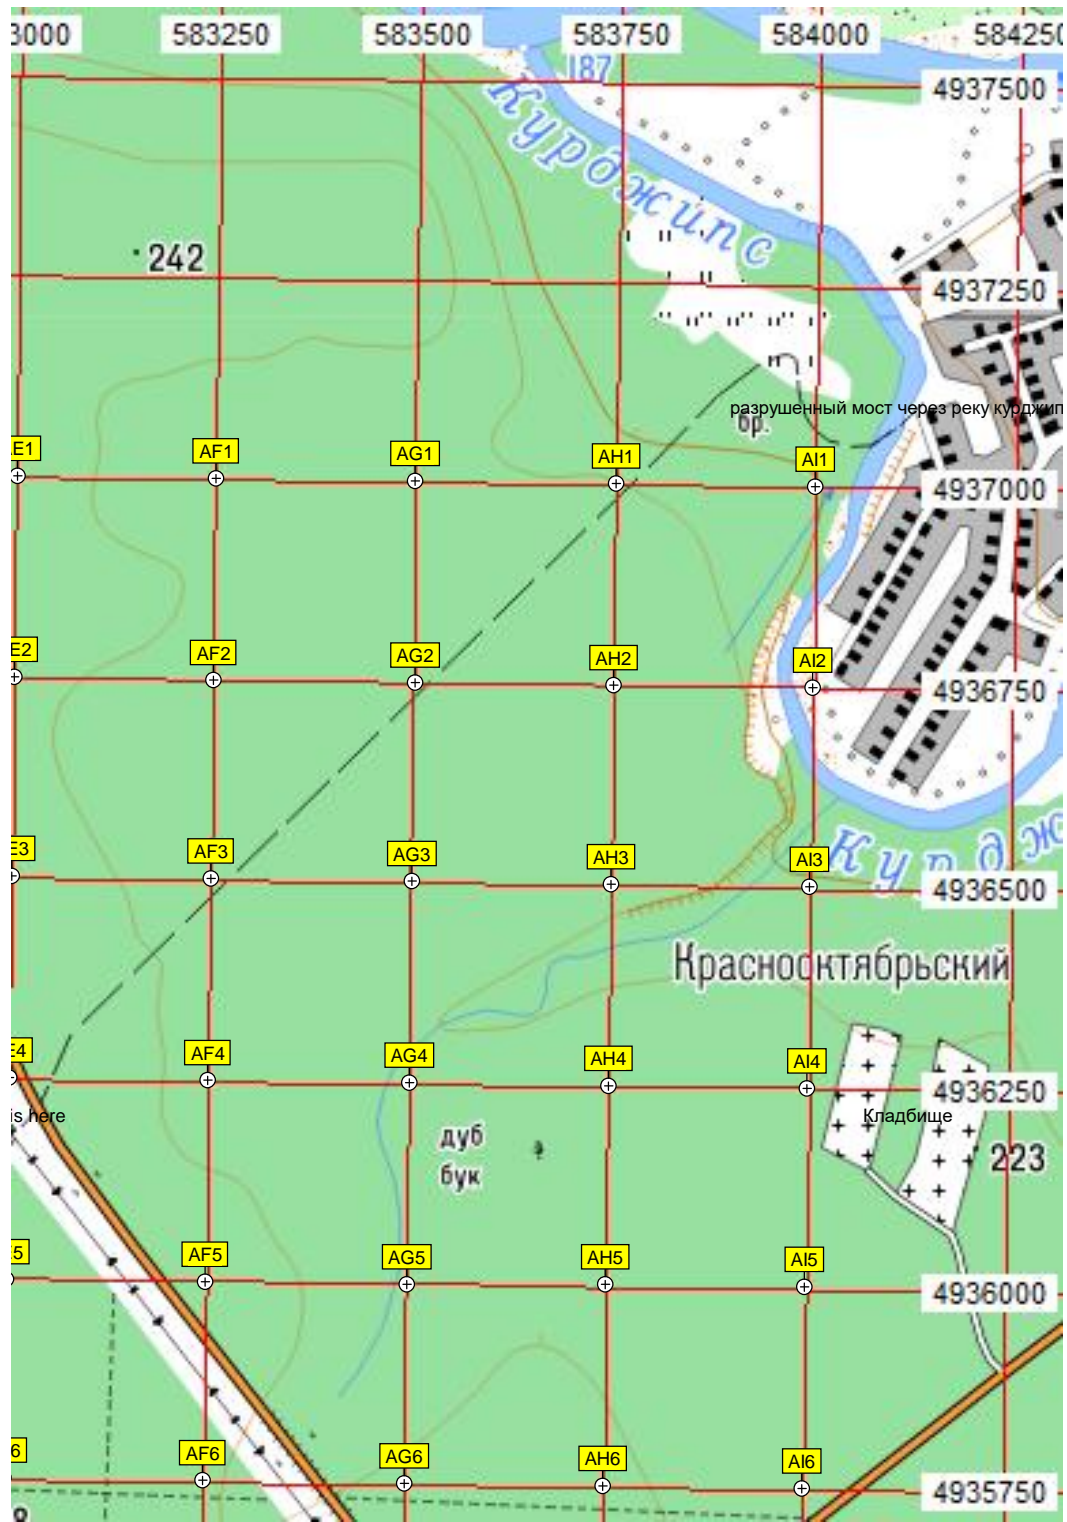 3000 583250 583500 583750 584000 584250
187
Курджипс
4937500
242
4937250
разрушенный мост через реку курджип
бр.
E1 AF1 AG1 AH1 AI1
4937000
E2 AF2 AG2 AH2 AI2
4936750
E3 AF3 AG3 AH3 AI3
Курдж
4936500
Краснооктябрьский
E4 AF4 AG4 AH4 AI4
4936250
is here
Кладбище
дуб
бук
223
E5 AF5 AG5 AH5 AI5
4936000
6 AF6 AG6 AH6 AI6
4935750
8